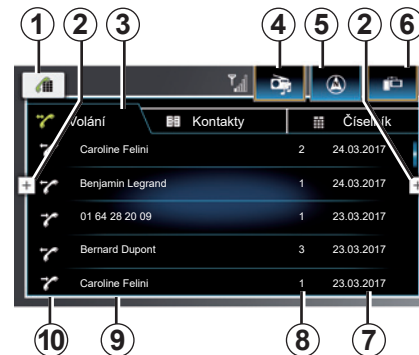 1 2 3 4 5 2 6
Volání Kontakty Číselník
Caroline Felini 2 24.03.2017
Benjamin Legrand 1 24.03.2017
01 64 28 20 09 1 23.03.2017
Bernard Dupont 3 23.03.2017
Caroline Felini 1 23.03.2017
10 9 8 7